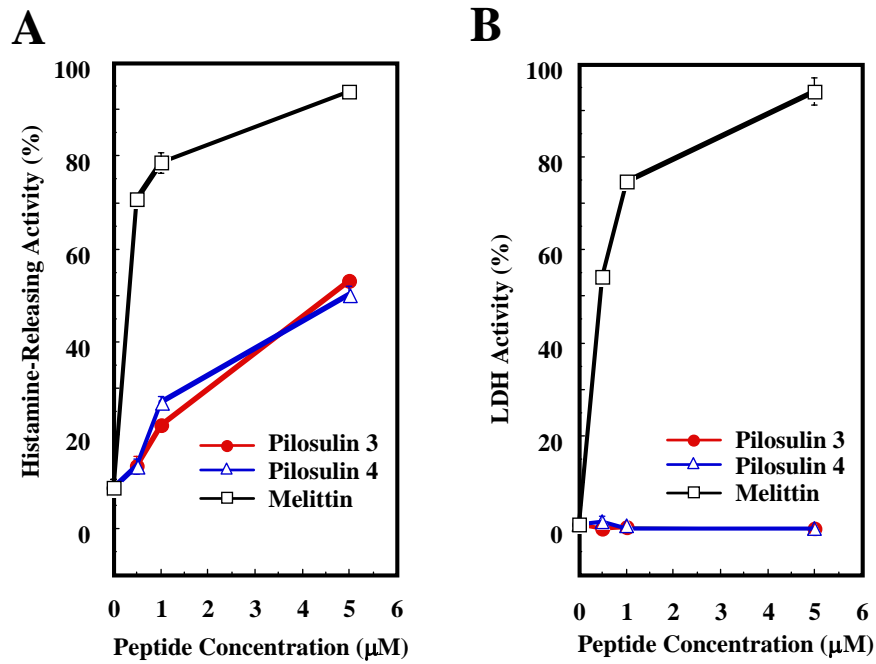 A
100
80
60
40
20
0
Histamine-Releasing Activity (%)
Pilosulin 3
Pilosulin 4
Melittin
0 1 2 3 4 5 6
Peptide Concentration (μM)
B
100
80
60
40
20
0
LDH Activity (%)
Pilosulin 3
Pilosulin 4
Melittin
0 1 2 3 4 5 6
Peptide Concentration (μM)